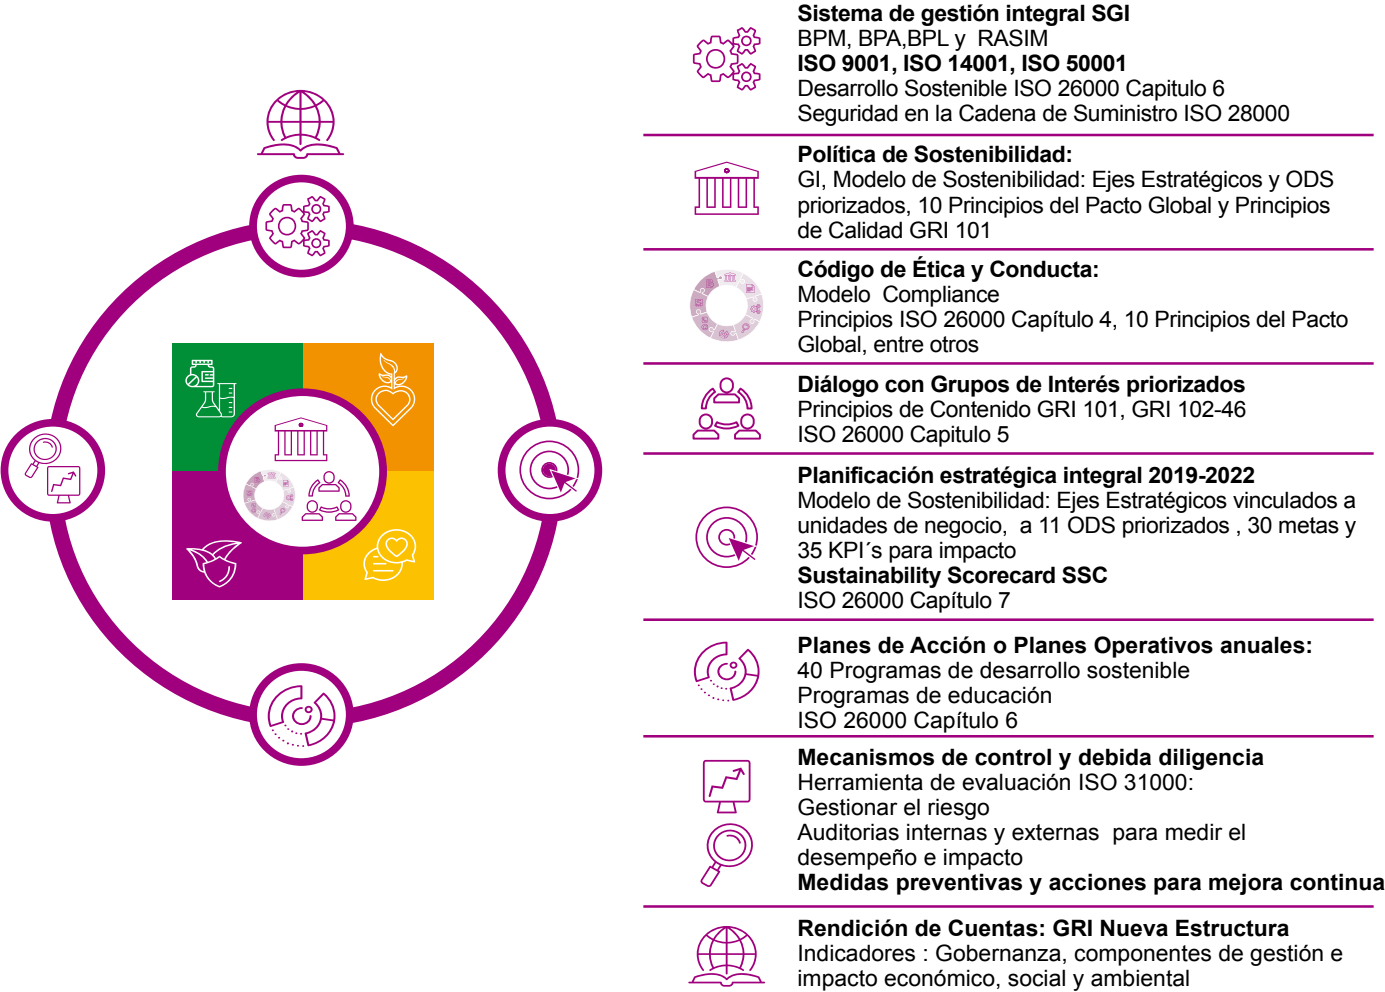 Sistema de gestión integral SGI
BPM, BPA,BPL y RASIM
ISO 9001, ISO 14001, ISO 50001
Desarrollo Sostenible ISO 26000 Capitulo 6
Seguridad en la Cadena de Suministro ISO 28000
Política de Sostenibilidad:
GI, Modelo de Sostenibilidad: Ejes Estratégicos y ODS
priorizados, 10 Principios del Pacto Global y Principios
de Calidad GRI 101
Código de Ética y Conducta:
Modelo Compliance
Principios ISO 26000 Capítulo 4, 10 Principios del Pacto
Global, entre otros
Diálogo con Grupos de Interés priorizados
Principios de Contenido GRI 101, GRI 102-46
ISO 26000 Capitulo 5
Planificación estratégica integral 2019-2022
Modelo de Sostenibilidad: Ejes Estratégicos vinculados a
unidades de negocio, a 11 ODS priorizados , 30 metas y
35 KPI´s para impacto
Sustainability Scorecard SSC
ISO 26000 Capítulo 7
Planes de Acción o Planes Operativos anuales:
40 Programas de desarrollo sostenible
Programas de educación
ISO 26000 Capítulo 6
Mecanismos de control y debida diligencia
Herramienta de evaluación ISO 31000:
Gestionar el riesgo
Auditorias internas y externas para medir el
desempeño e impacto
Medidas preventivas y acciones para mejora continua
Rendición de Cuentas: GRI Nueva Estructura
Indicadores : Gobernanza, componentes de gestión e
impacto económico, social y ambiental